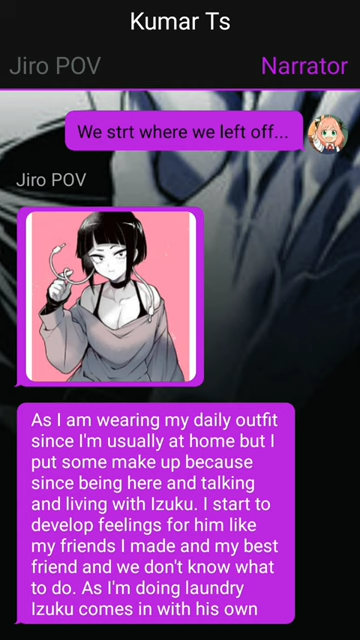 Kumar Ts
Jiro POV
Narrator
We strt where we left off...
Jiro POV
As I am wearing my daily outfit
since I'm usually at home but I
put some make up because
since being here and talking
and living with Izuku. I start to
develop feelings for him like
my friends I made and my best
friend and we don't know what
to do. As I'm doing laundry
Izuku comes in with his own